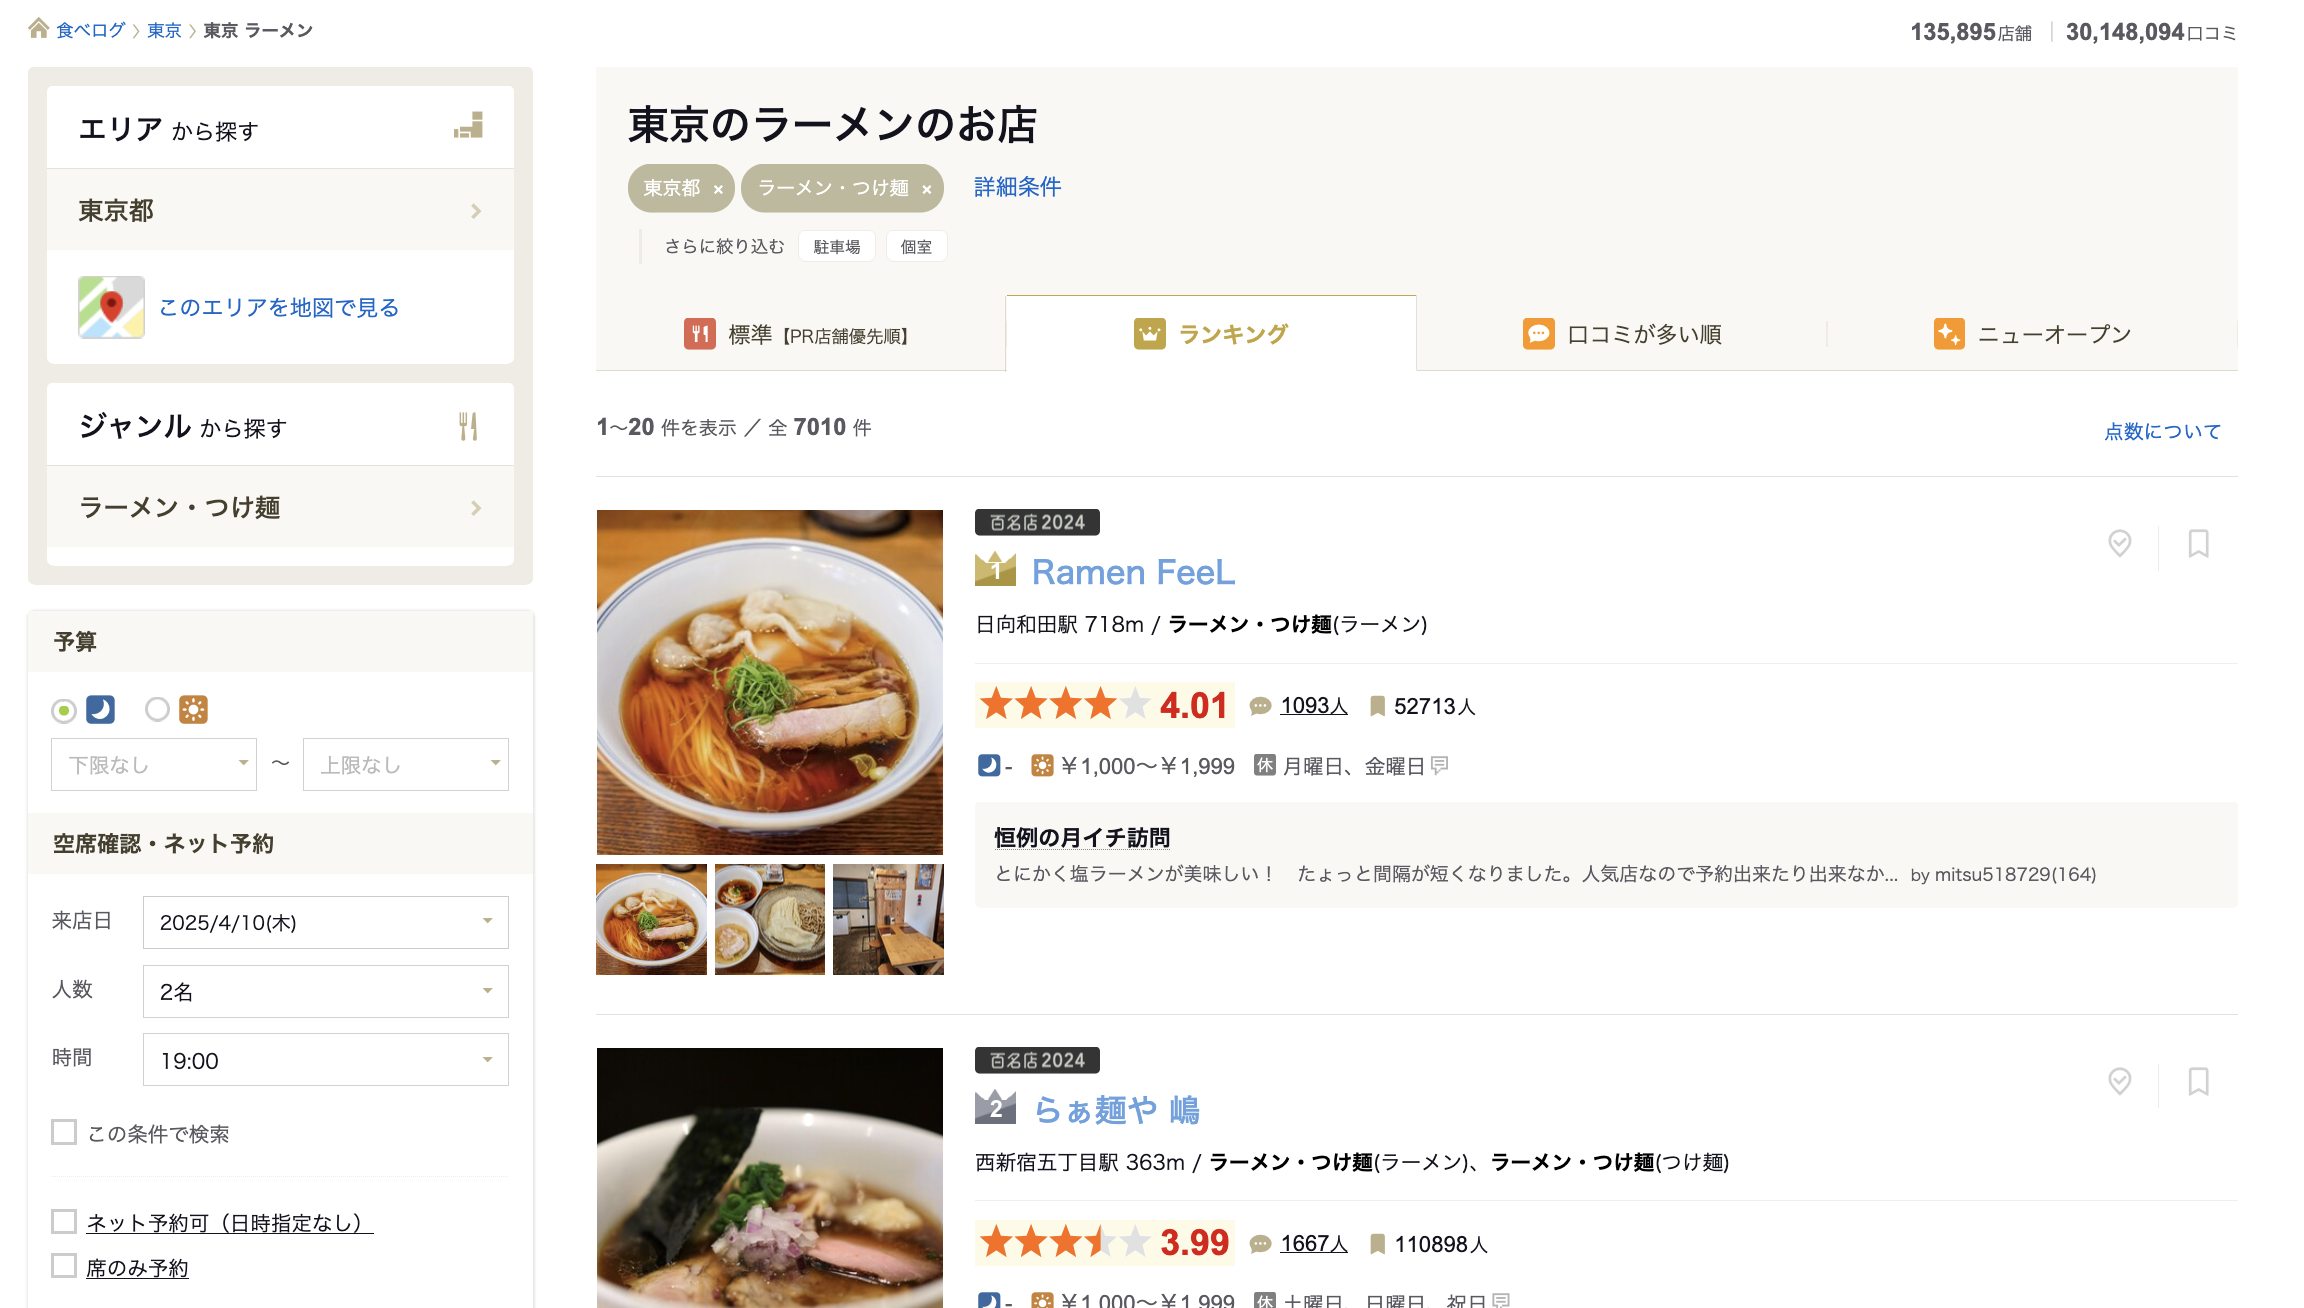 食べログ 東京 東京 ラーメン
135,895店舗 30,148,094口コミ
エリア から探す
東京都
このエリアを地図で見る
ジャンル から探す
ラーメン・つけ麺
予算
下限なし ～ 上限なし
空席確認・ネット予約
来店日 2025/4/10(木)
人数 2名
時間 19:00
この条件で検索
ネット予約可（日時指定なし）
席のみ予約
東京のラーメンのお店
東京都 × ラーメン・つけ麺 × 詳細条件
さらに絞り込む 駐車場 個室
標準【PR店舗優先順】 ランキング 口コミが多い順 ニューオープン
1～20 件を表示 ／ 全 7010 件
点数について
百名店2024
1 Ramen FeeL
日向和田駅 718m / ラーメン・つけ麺(ラーメン)
4.01 1093人 52713人
- ￥1,000～￥1,999 休 月曜日、金曜日
恒例の月イチ訪問
とにかく塩ラーメンが美味しい！　たょっと間隔が短くなりました。人気店なので予約出来たり出来なか... by mitsu518729(164)
百名店2024
2 らぁ麺や 嶋
西新宿五丁目駅 363m / ラーメン・つけ麺(ラーメン)、ラーメン・つけ麺(つけ麺)
3.99 1667人 110898人
- ￥1,000～￥1,999 休 土曜日、日曜日、祝日